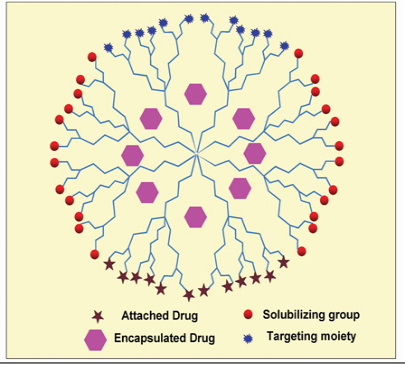 Attached Drug
Solubilizing group
Encapsulated Drug
Targeting moiety